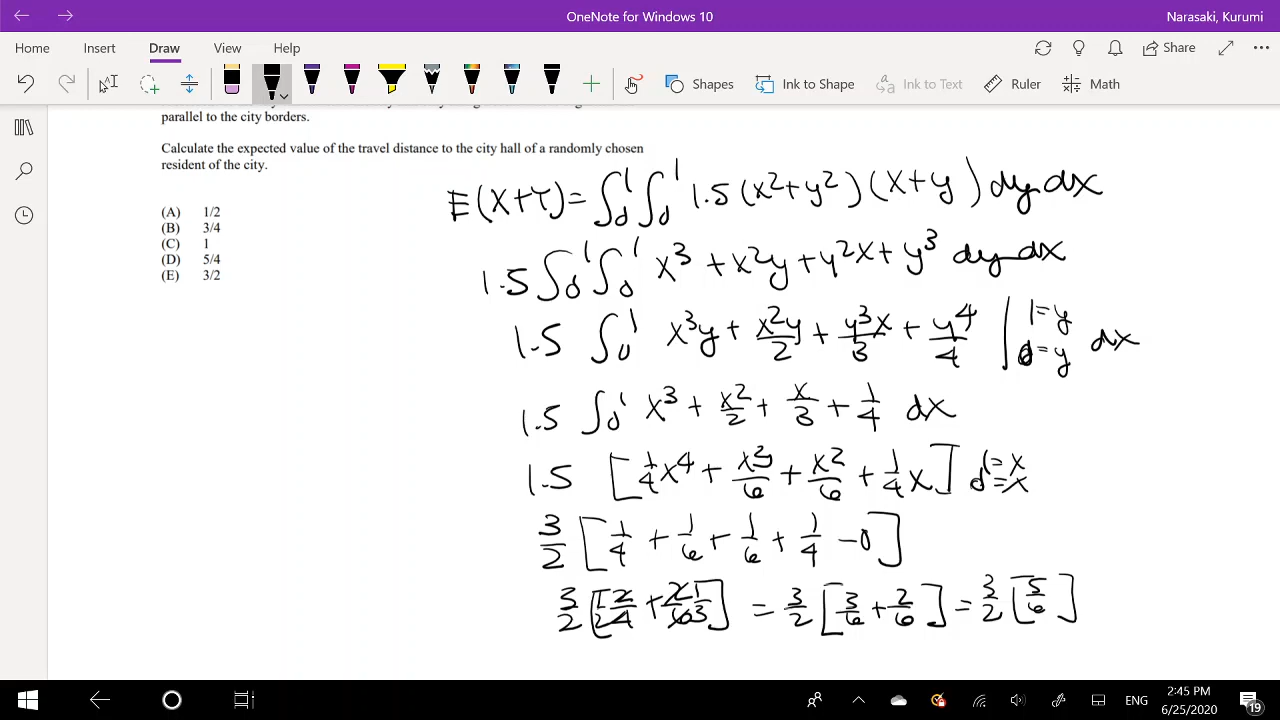 OneNote for Windows 10
Narasaki, Kurumi
Home Insert Draw View Help
Share
Shapes Ink to Shape Ink to Text Ruler Math
parallel to the city borders.
Calculate the expected value of the travel distance to the city hall of a randomly chosen
resident of the city.
(A) 1/2
(B) 3/4
(C) 1
(D) 5/4
(E) 3/2
E(X+Y)= ∫₀¹ ∫₀¹ 1.5(x²+y²)(x+y) dy dx
1.5 ∫₀¹ ∫₀¹ x³ + x²y + y²x + y³ dy dx
1.5 ∫₀¹ x³y + x²y/2 + y³x/3 + y⁴/4 | 1=y 0=y dx
1.5 ∫₀¹ x³ + x²/2 + x/3 + 1/4 dx
1.5 [1/4 x⁴ + x³/6 + x²/6 + 1/4 x] 1=x 0=x
3/2 [1/4 + 1/6 + 1/6 + 1/4 - 0]
3/2 [1/2 2/4 + 2/6 1/3] = 3/2 [3/6 + 2/6] = 3/2 [5/6]
ENG
2:45 PM
6/25/2020
19